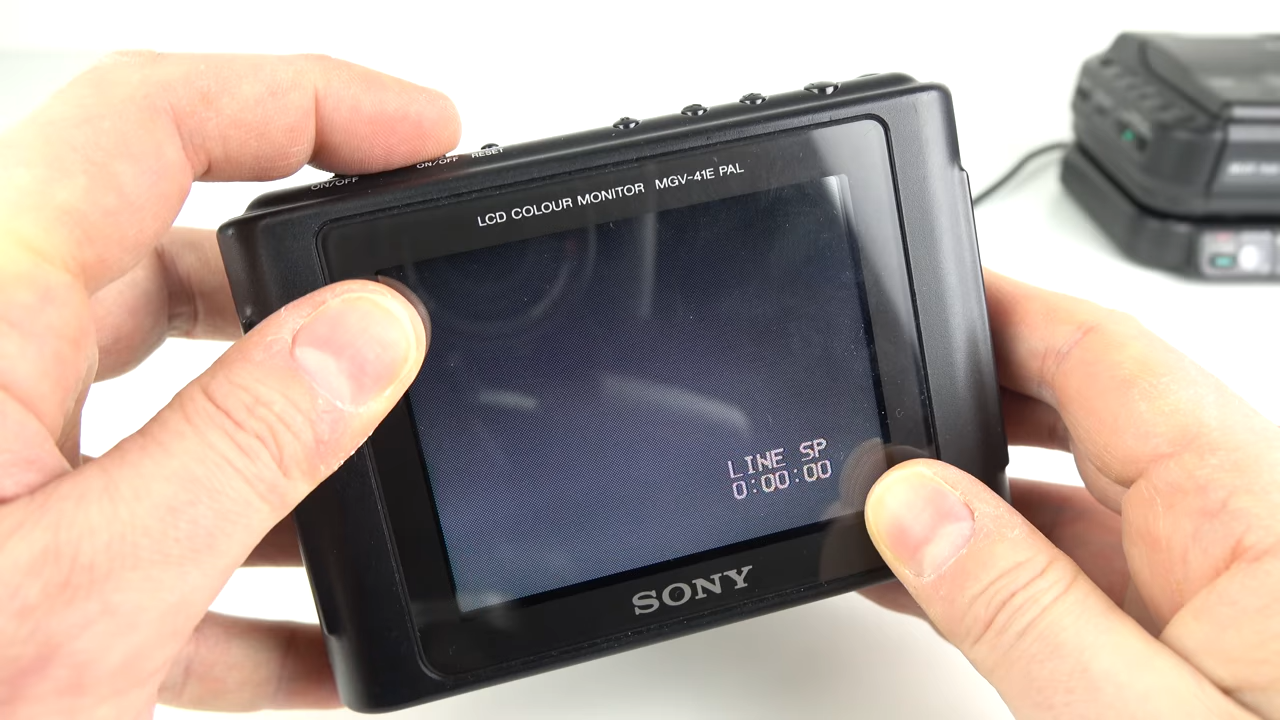 ON/OFF
ON/OFF
RESET
LCD COLOUR MONITOR MGV-41E PAL
LINE SP
0:00:00
SONY